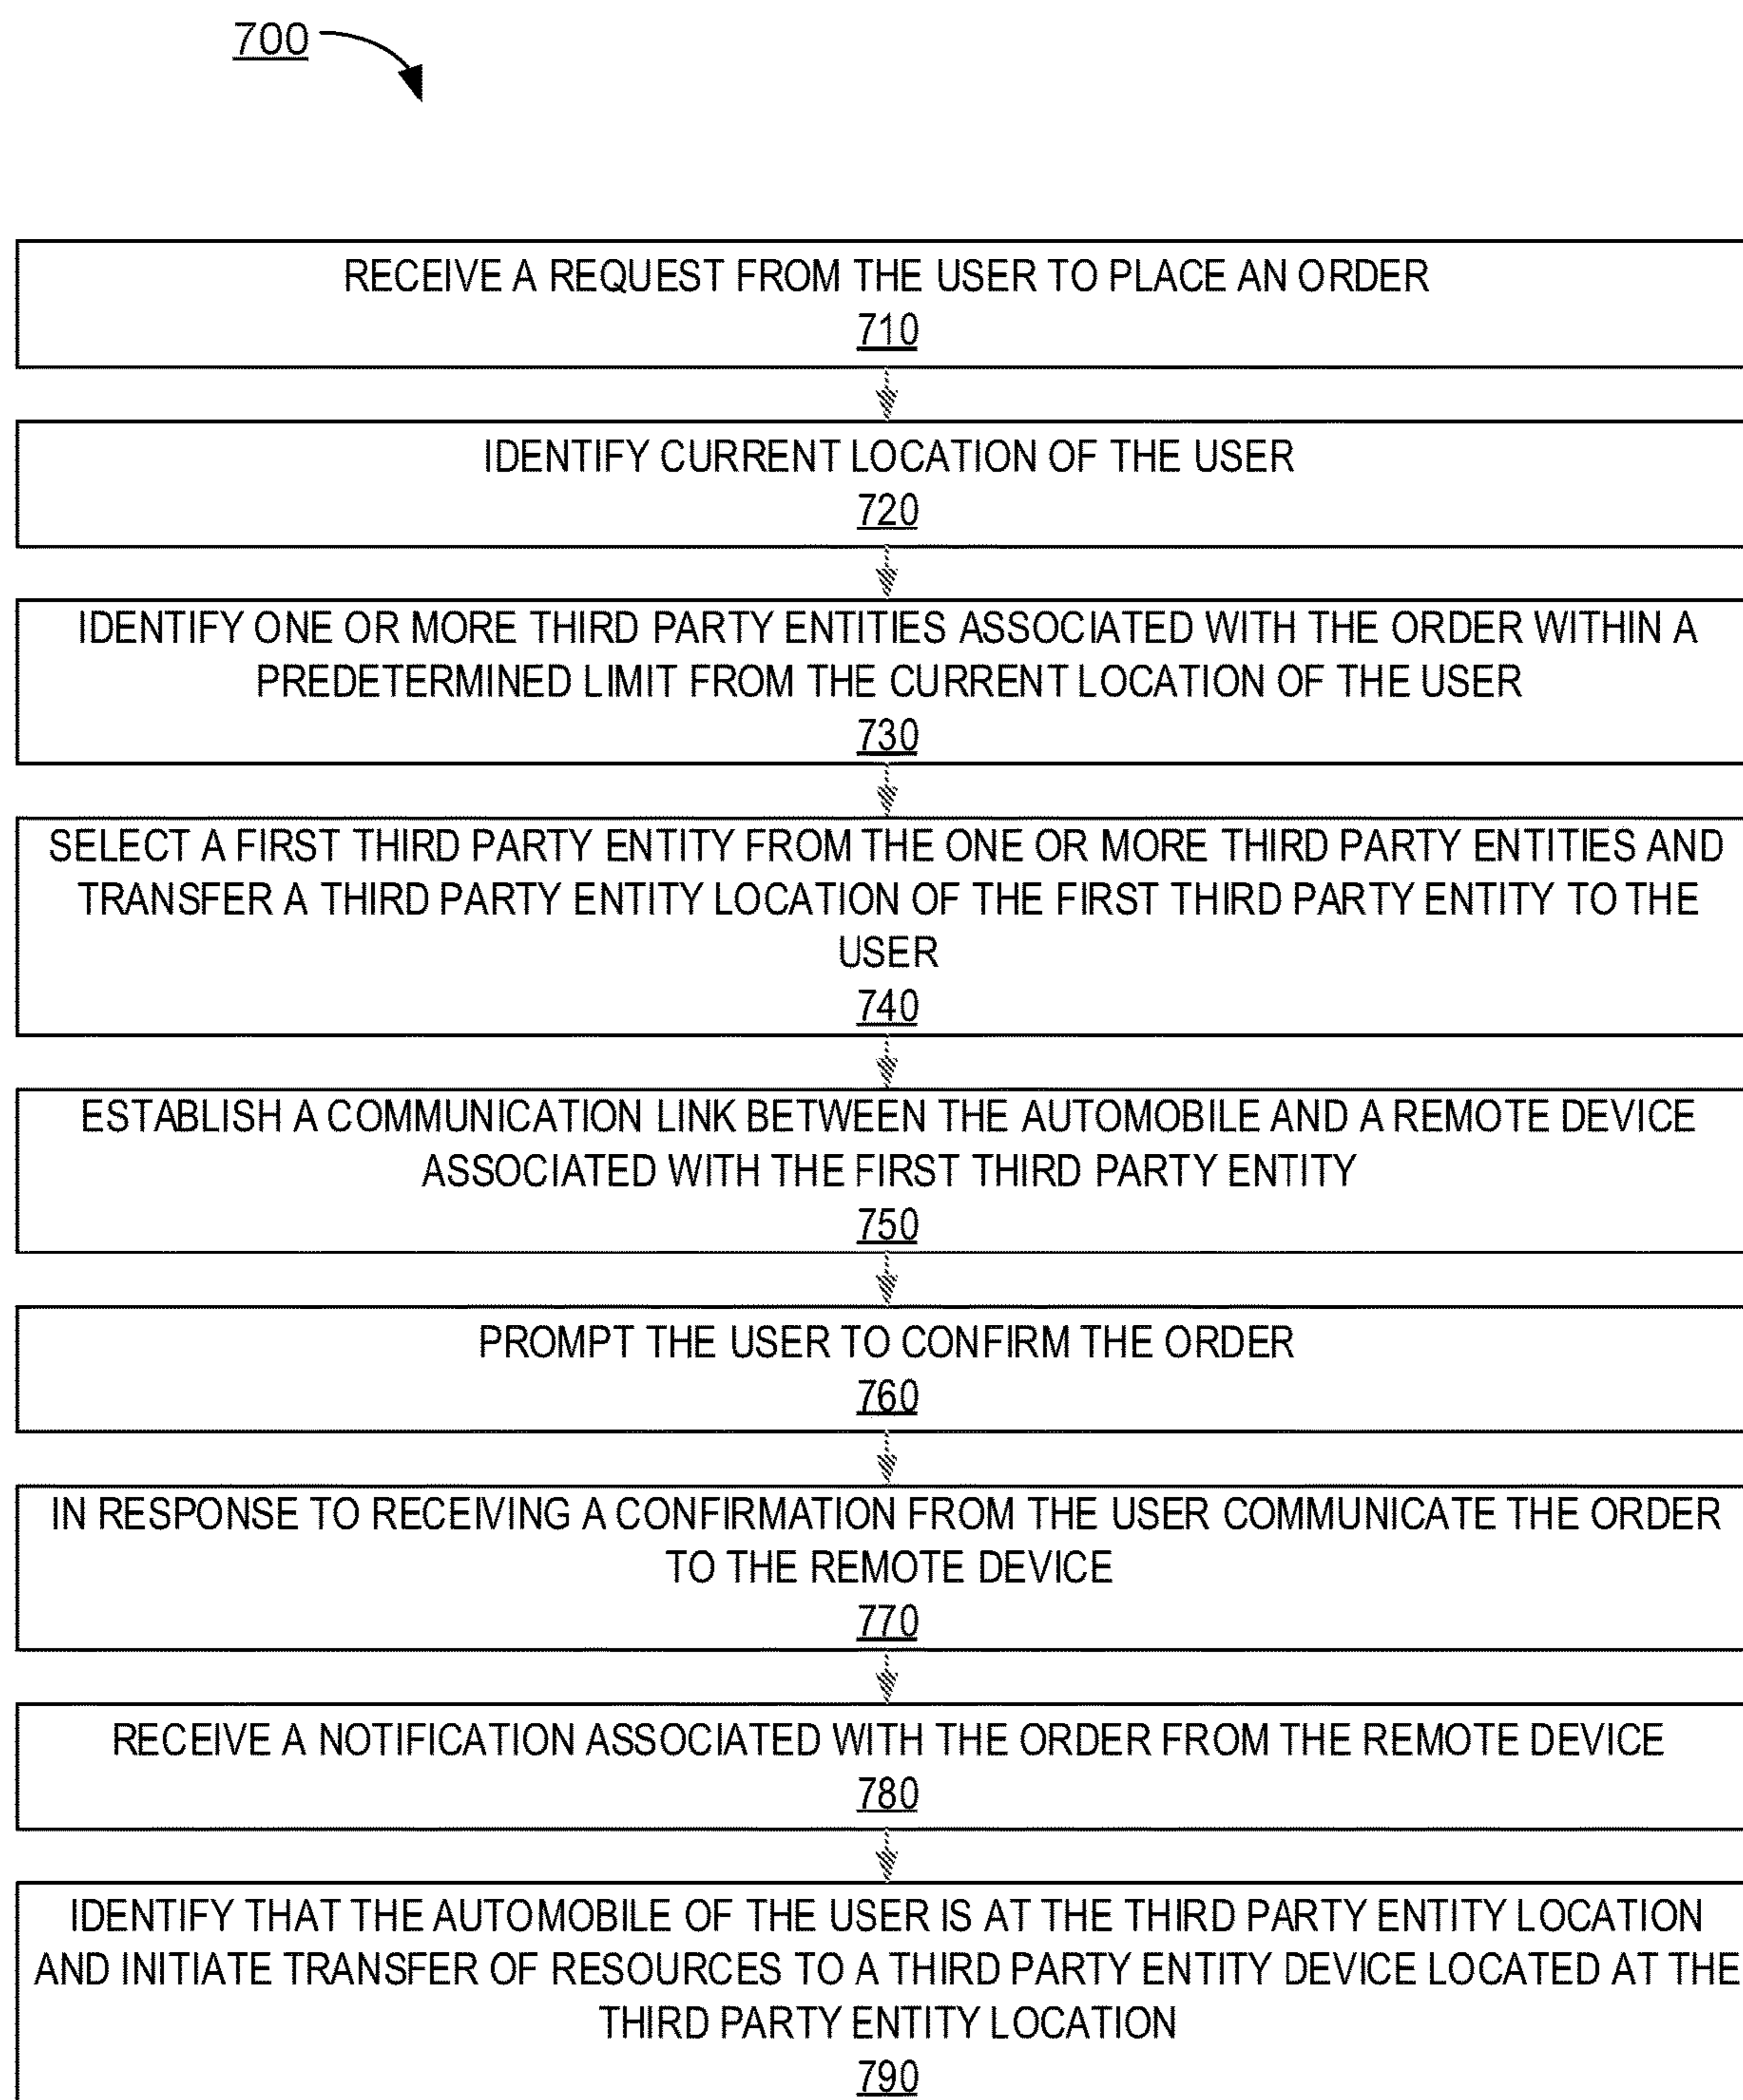 700
RECEIVE A REQUEST FROM THE USER TO PLACE AN ORDER
710
IDENTIFY CURRENT LOCATION OF THE USER
720
IDENTIFY ONE OR MORE THIRD PARTY ENTITIES ASSOCIATED WITH THE ORDER WITHIN A
PREDETERMINED LIMIT FROM THE CURRENT LOCATION OF THE USER
730
SELECT A FIRST THIRD PARTY ENTITY FROM THE ONE OR MORE THIRD PARTY ENTITIES AND
TRANSFER A THIRD PARTY ENTITY LOCATION OF THE FIRST THIRD PARTY ENTITY TO THE
USER
740
ESTABLISH A COMMUNICATION LINK BETWEEN THE AUTOMOBILE AND A REMOTE DEVICE
ASSOCIATED WITH THE FIRST THIRD PARTY ENTITY
750
PROMPT THE USER TO CONFIRM THE ORDER
760
IN RESPONSE TO RECEIVING A CONFIRMATION FROM THE USER COMMUNICATE THE ORDER
TO THE REMOTE DEVICE
770
RECEIVE A NOTIFICATION ASSOCIATED WITH THE ORDER FROM THE REMOTE DEVICE
780
IDENTIFY THAT THE AUTOMOBILE OF THE USER IS AT THE THIRD PARTY ENTITY LOCATION
AND INITIATE TRANSFER OF RESOURCES TO A THIRD PARTY ENTITY DEVICE LOCATED AT THE
THIRD PARTY ENTITY LOCATION
790